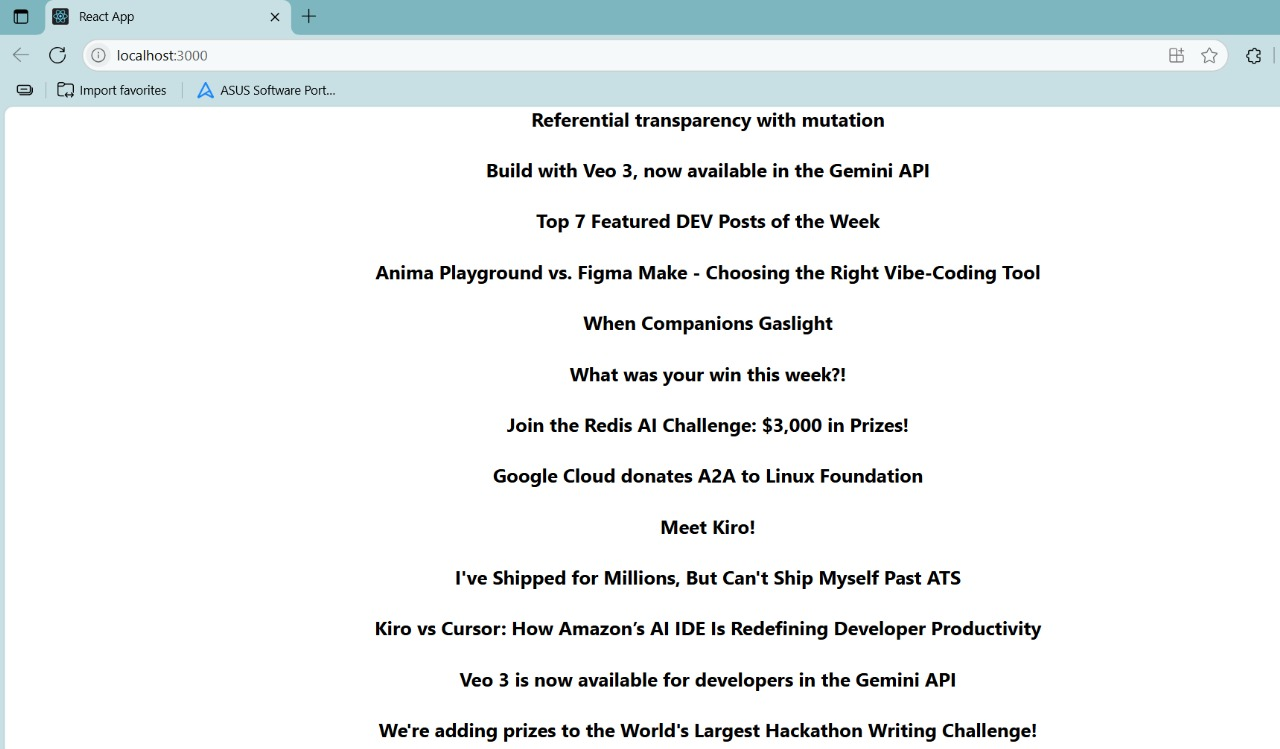 React App
localhost:3000
Import favorites
ASUS Software Port...
Referential transparency with mutation
Build with Veo 3, now available in the Gemini API
Top 7 Featured DEV Posts of the Week
Anima Playground vs. Figma Make - Choosing the Right Vibe-Coding Tool
When Companions Gaslight
What was your win this week?!
Join the Redis AI Challenge: $3,000 in Prizes!
Google Cloud donates A2A to Linux Foundation
Meet Kiro!
I've Shipped for Millions, But Can't Ship Myself Past ATS
Kiro vs Cursor: How Amazon’s AI IDE Is Redefining Developer Productivity
Veo 3 is now available for developers in the Gemini API
We're adding prizes to the World's Largest Hackathon Writing Challenge!